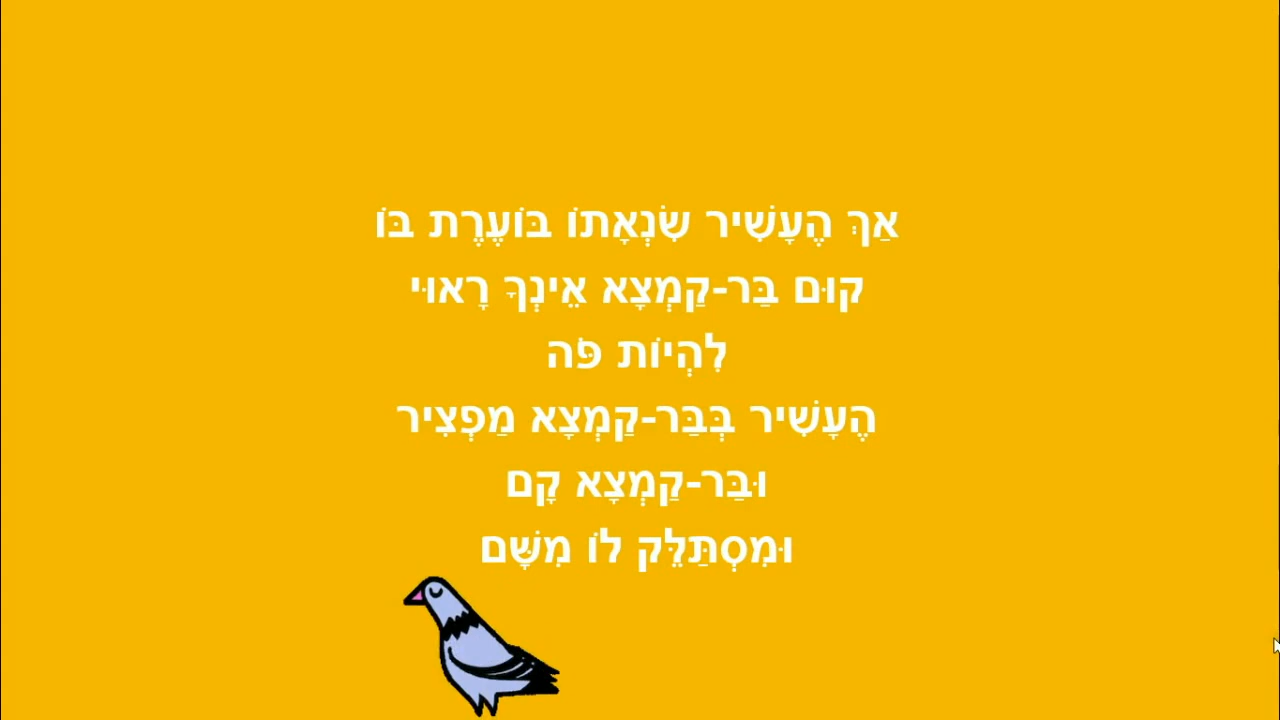 אַךְ הֶעָשִׁיר שִׂנְאָתוֹ בּוֹעֶרֶת בּוֹ
קוּם בַּר-קַמְצָא אֵינְךָ רָאוּי
לִהְיוֹת פֹּה
הֶעָשִׁיר בְּבַּר-קַמְצָא מַפְצִיר
וּבַּר-קַמְצָא קָם
וּמִסְתַּלֵּק לוֹ מִשָּׁם